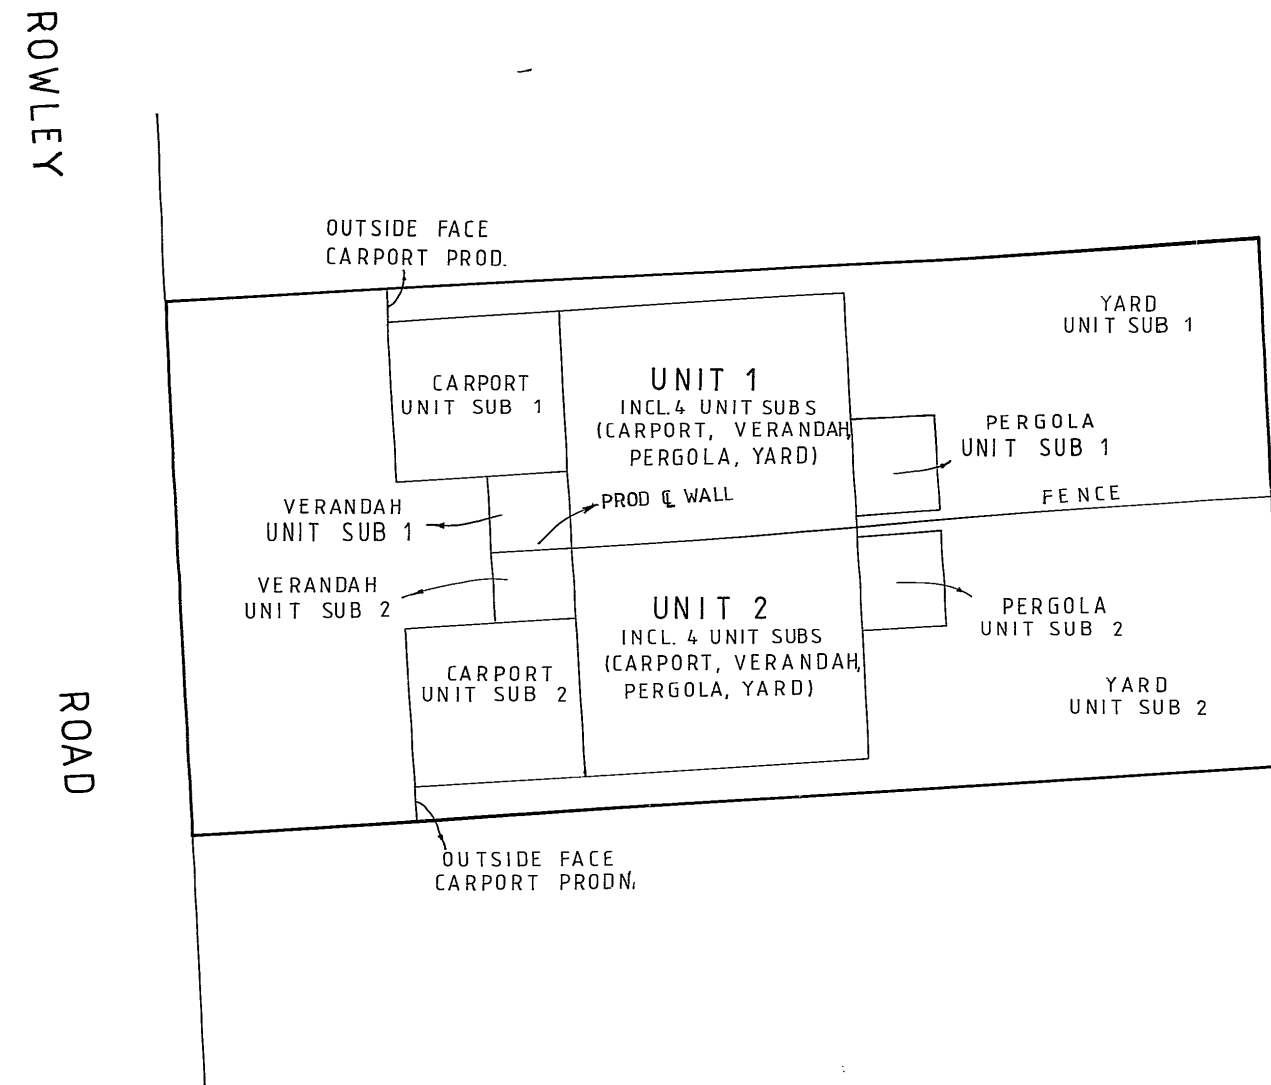 ROWLEY
ROAD
OUTSIDE FACE
CARPORT PROD.
YARD
UNIT SUB 1
CARPORT
UNIT SUB 1
UNIT 1
INCL.4 UNIT SUBS
(CARPORT, VERANDAH,
PERGOLA, YARD)
PERGOLA
UNIT SUB 1
VERANDAH
UNIT SUB 1
PROD ℄ WALL
FENCE
VERANDAH
UNIT SUB 2
UNIT 2
INCL. 4 UNIT SUBS
(CARPORT, VERANDAH,
PERGOLA, YARD)
PERGOLA
UNIT SUB 2
CARPORT
UNIT SUB 2
YARD
UNIT SUB 2
OUTSIDE FACE
CARPORT PRODN.